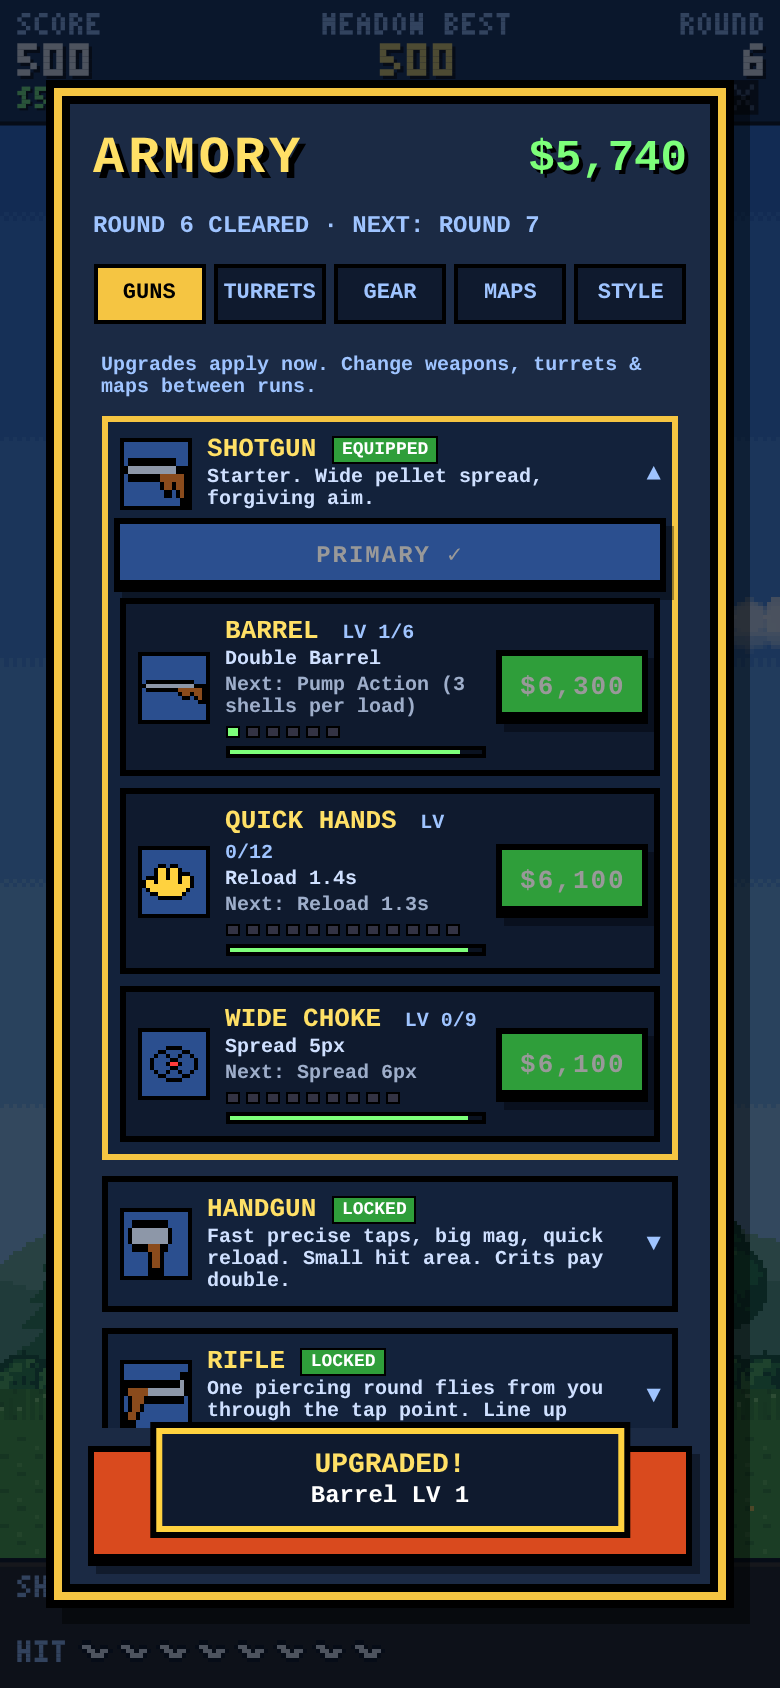 SCORE
MEADOW BEST
ROUND
500
500
6
$5
X
ARMORY
$5,740
ROUND 6 CLEARED · NEXT: ROUND 7
GUNS
TURRETS
GEAR
MAPS
STYLE
Upgrades apply now. Change weapons, turrets &
maps between runs.
SHOTGUN EQUIPPED
Starter. Wide pellet spread,
forgiving aim.
▲
PRIMARY ✓
BARREL LV 1/6
Double Barrel
Next: Pump Action (3
shells per load)
$6,300
QUICK HANDS LV
0/12
Reload 1.4s
Next: Reload 1.3s
$6,100
WIDE CHOKE LV 0/9
Spread 5px
Next: Spread 6px
$6,100
HANDGUN LOCKED
Fast precise taps, big mag, quick
reload. Small hit area. Crits pay
double.
▼
RIFLE LOCKED
One piercing round flies from you
through the tap point. Line up
▼
UPGRADED!
Barrel LV 1
SH
HIT